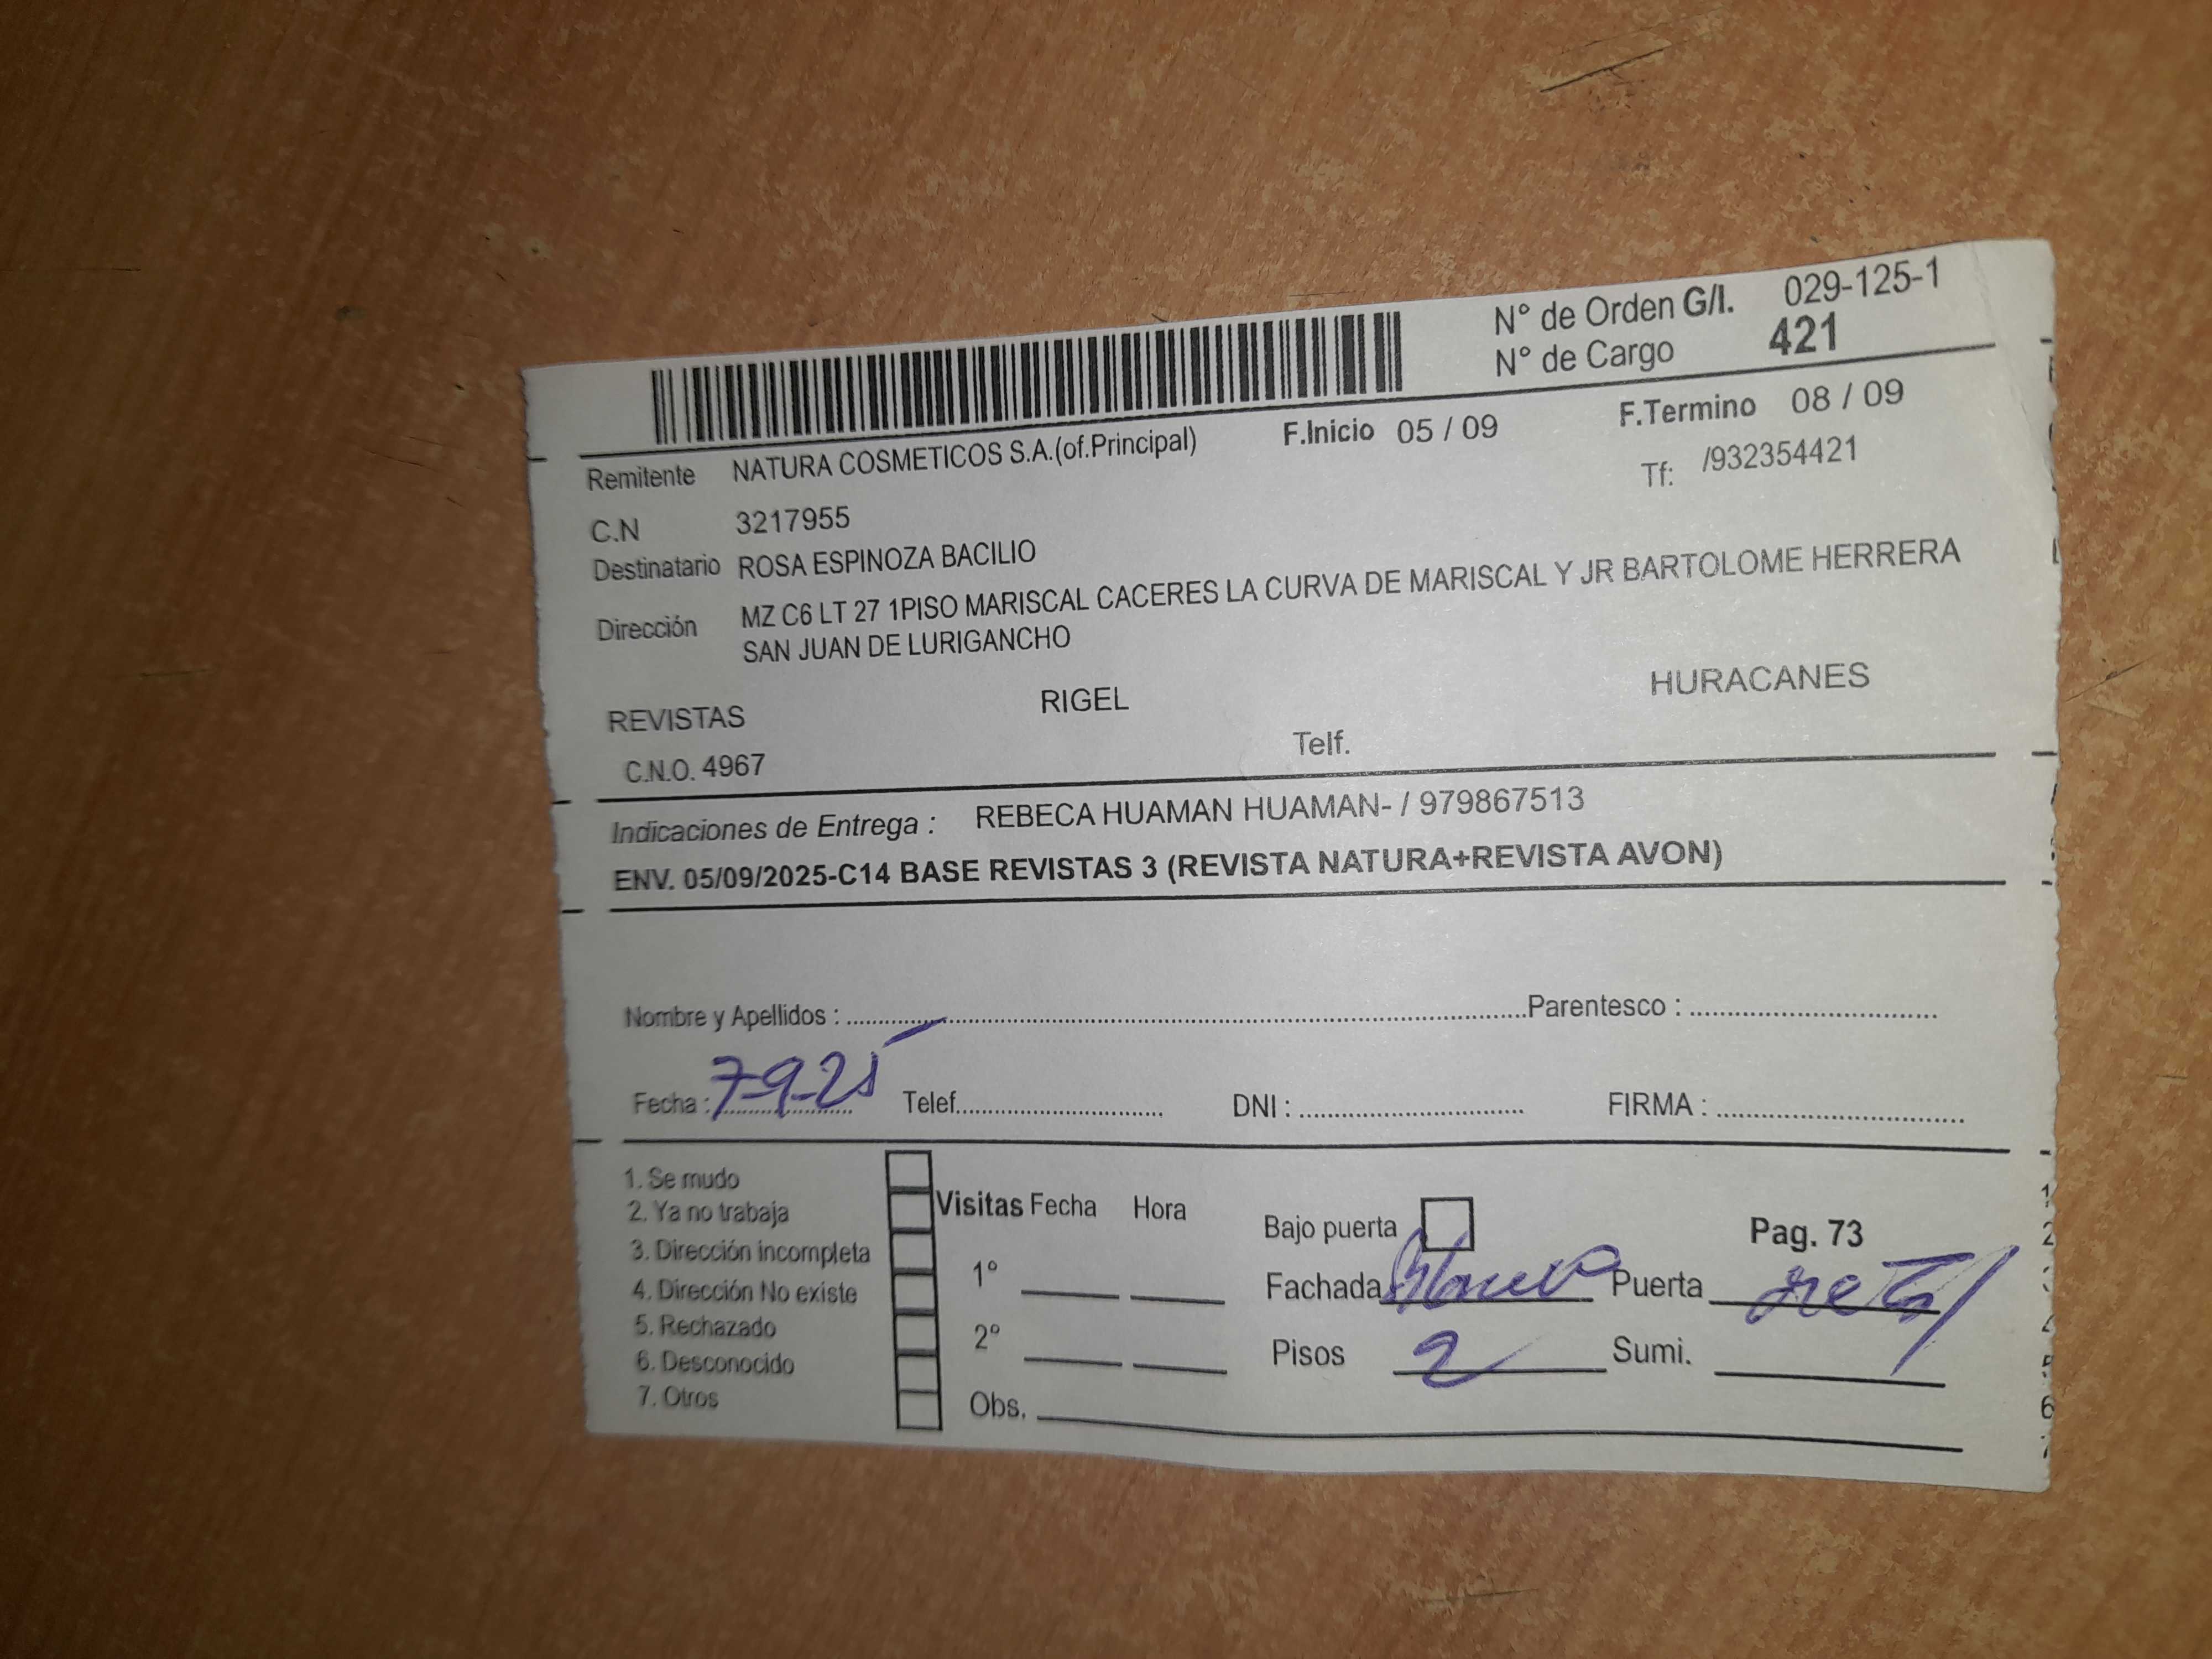 N° de Orden G/I. 029-125-1
N° de Cargo 421
Remitente NATURA COSMETICOS S.A.(of.Principal) F.Inicio 05 / 09 F.Termino 08 / 09
Tf: /932354421
C.N 3217955
Destinatario ROSA ESPINOZA BACILIO
Dirección MZ C6 LT 27 1PISO MARISCAL CACERES LA CURVA DE MARISCAL Y JR BARTOLOME HERRERA
SAN JUAN DE LURIGANCHO
REVISTAS RIGEL HURACANES
C.N.O. 4967 Telf.
Indicaciones de Entrega : REBECA HUAMAN HUAMAN- / 979867513
ENV. 05/09/2025-C14 BASE REVISTAS 3 (REVISTA NATURA+REVISTA AVON)
Nombre y Apellidos : Parentesco :
Fecha : 7-9-25 Telef. DNI : FIRMA :
1. Se mudo
2. Ya no trabaja
3. Dirección incompleta
4. Dirección No existe
5. Rechazado
6. Desconocido
7. Otros
Visitas Fecha Hora
1°
2°
Obs.
Bajo puerta Pag. 73
Fachada Puerta
Pisos 2 Sumi.
1
2
6